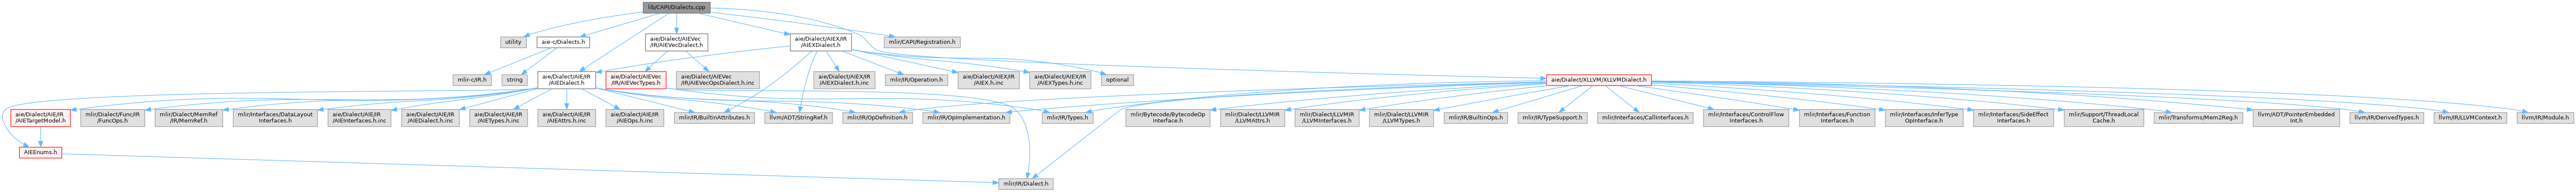 lib/CAPI/Dialects.cpp
utility
aie-c/Dialects.h
aie/Dialect/AIEVec
/IR/AIEVecDialect.h
aie/Dialect/AIEX/IR
/AIEXDialect.h
mlir/CAPI/Registration.h
mlir-c/IR.h
string
aie/Dialect/AIE/IR
/AIEDialect.h
aie/Dialect/AIEVec
/IR/AIEVecTypes.h
aie/Dialect/AIEVec
/IR/AIEVecOpsDialect.h.inc
aie/Dialect/AIEX/IR
/AIEXDialect.h.inc
mlir/IR/Operation.h
aie/Dialect/AIEX/IR
/AIEX.h.inc
aie/Dialect/AIEX/IR
/AIEXTypes.h.inc
optional
aie/Dialect/XLLVM/XLLVMDialect.h
aie/Dialect/AIE/IR
/AIETargetModel.h
mlir/Dialect/Func/IR
/FuncOps.h
mlir/Dialect/MemRef
/IR/MemRef.h
mlir/Interfaces/DataLayout
Interfaces.h
aie/Dialect/AIE/IR
/AIEInterfaces.h.inc
aie/Dialect/AIE/IR
/AIEDialect.h.inc
aie/Dialect/AIE/IR
/AIETypes.h.inc
aie/Dialect/AIE/IR
/AIEAttrs.h.inc
aie/Dialect/AIE/IR
/AIEOps.h.inc
mlir/IR/BuiltinAttributes.h
llvm/ADT/StringRef.h
mlir/IR/OpDefinition.h
mlir/IR/OpImplementation.h
mlir/IR/Types.h
mlir/Bytecode/BytecodeOp
Interface.h
mlir/Dialect/LLVMIR
/LLVMAttrs.h
mlir/Dialect/LLVMIR
/LLVMInterfaces.h
mlir/Dialect/LLVMIR
/LLVMTypes.h
mlir/IR/BuiltinOps.h
mlir/IR/TypeSupport.h
mlir/Interfaces/CallInterfaces.h
mlir/Interfaces/ControlFlow
Interfaces.h
mlir/Interfaces/Function
Interfaces.h
mlir/Interfaces/InferType
OpInterface.h
mlir/Interfaces/SideEffect
Interfaces.h
mlir/Support/ThreadLocal
Cache.h
mlir/Transforms/Mem2Reg.h
llvm/ADT/PointerEmbedded
Int.h
llvm/IR/DerivedTypes.h
llvm/IR/LLVMContext.h
llvm/IR/Module.h
AIEEnums.h
mlir/IR/Dialect.h